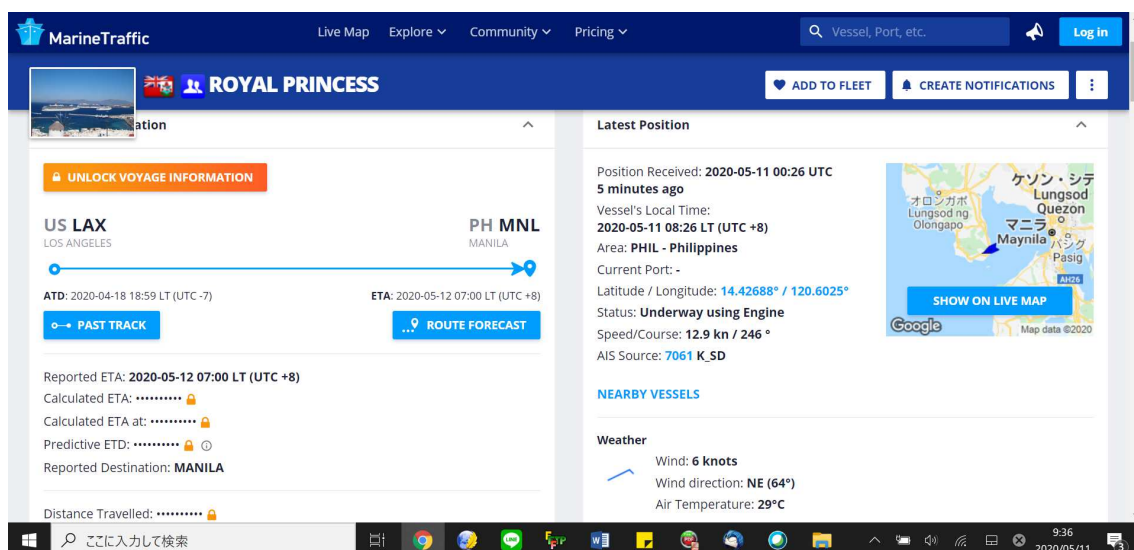 MarineTraffic
Live Map Explore Community Pricing
Vessel, Port, etc.
Log in
ROYAL PRINCESS
ADD TO FLEET
CREATE NOTIFICATIONS
ation
UNLOCK VOYAGE INFORMATION
US LAX
LOS ANGELES
PH MNL
MANILA
ATD: 2020-04-18 18:59 LT (UTC -7)
ETA: 2020-05-12 07:00 LT (UTC +8)
PAST TRACK
ROUTE FORECAST
Reported ETA: 2020-05-12 07:00 LT (UTC +8)
Calculated ETA: ••••••••••
Calculated ETA at: ••••••••••
Predictive ETD: ••••••••••
Reported Destination: MANILA
Distance Travelled: ••••••••••
Latest Position
Position Received: 2020-05-11 00:26 UTC
5 minutes ago
Vessel's Local Time:
2020-05-11 08:26 LT (UTC +8)
Area: PHIL - Philippines
Current Port: -
Latitude / Longitude: 14.42688° / 120.6025°
Status: Underway using Engine
Speed/Course: 12.9 kn / 246 °
AIS Source: 7061 K_SD
NEARBY VESSELS
ケソン・シテ
Lungsod
Quezon
オロンガポ
Lungsod ng
Olongapo
マニラ
Maynila
パシグ
Pasig
AH26
SHOW ON LIVE MAP
Google
Map data ©2020
Weather
Wind: 6 knots
Wind direction: NE (64°)
Air Temperature: 29°C
ここに入力して検索
LINE
FFFTP
9:36
2020/05/11
3